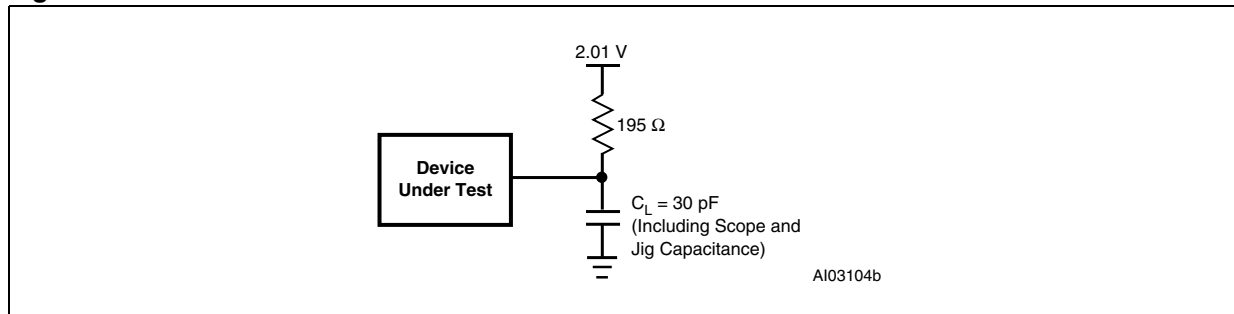 2.01 V
195 Ω
Device
Under Test
C_L = 30 pF
(Including Scope and
Jig Capacitance)
AI03104b